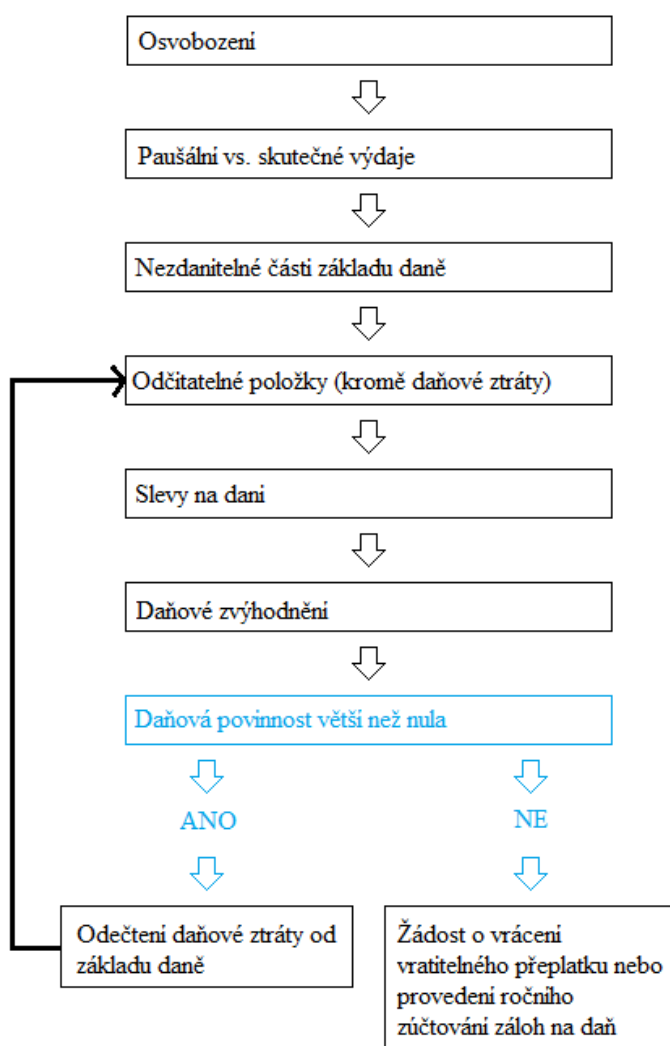 Osvobození
Paušální vs. skutečné výdaje
Nezdanitelné části základu daně
Odčitatelné položky (kromě daňové ztráty)
Slevy na dani
Daňové zvýhodnění
Daňová povinnost větší než nula
ANO
NE
Odečtení daňové ztráty od
základu daně
Žádost o vrácení
vratitelného přeplatku nebo
provedení ročního
zúčtování záloh na daň